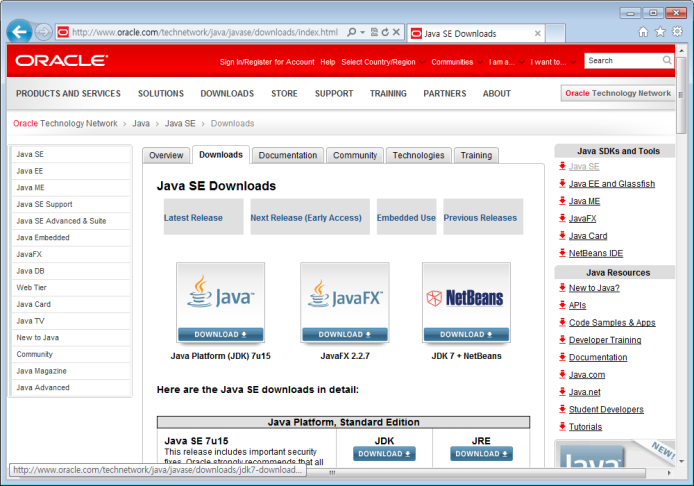 http://www.oracle.com/technetwork/java/javase/downloads/index.html
Java SE Downloads
ORACLE
Sign In/Register for Account Help Select Country/Region Communities I am a... I want to... Search
PRODUCTS AND SERVICES SOLUTIONS DOWNLOADS STORE SUPPORT TRAINING PARTNERS ABOUT Oracle Technology Network
Oracle Technology Network > Java > Java SE > Downloads
Java SE
Java EE
Java ME
Java SE Support
Java SE Advanced & Suite
Java Embedded
JavaFX
Java DB
Web Tier
Java Card
Java TV
New to Java
Community
Java Magazine
Java Advanced
Overview Downloads Documentation Community Technologies Training
Java SE Downloads
Latest Release Next Release (Early Access) Embedded Use Previous Releases
Java JavaFX NetBeans
DOWNLOAD DOWNLOAD DOWNLOAD
Java Platform (JDK) 7u15 JavaFX 2.2.7 JDK 7 + NetBeans
Here are the Java SE downloads in detail:
Java Platform, Standard Edition
Java SE 7u15 JDK JRE
This release includes important security DOWNLOAD DOWNLOAD
fixes. Oracle strongly recommends that all
Java SDKs and Tools
Java SE
Java EE and Glassfish
Java ME
JavaFX
Java Card
NetBeans IDE
Java Resources
New to Java?
APIs
Code Samples & Apps
Developer Training
Documentation
Java.com
Java.net
Student Developers
Tutorials
NEW!
Java
http://www.oracle.com/technetwork/java/javase/downloads/jdk7-download...